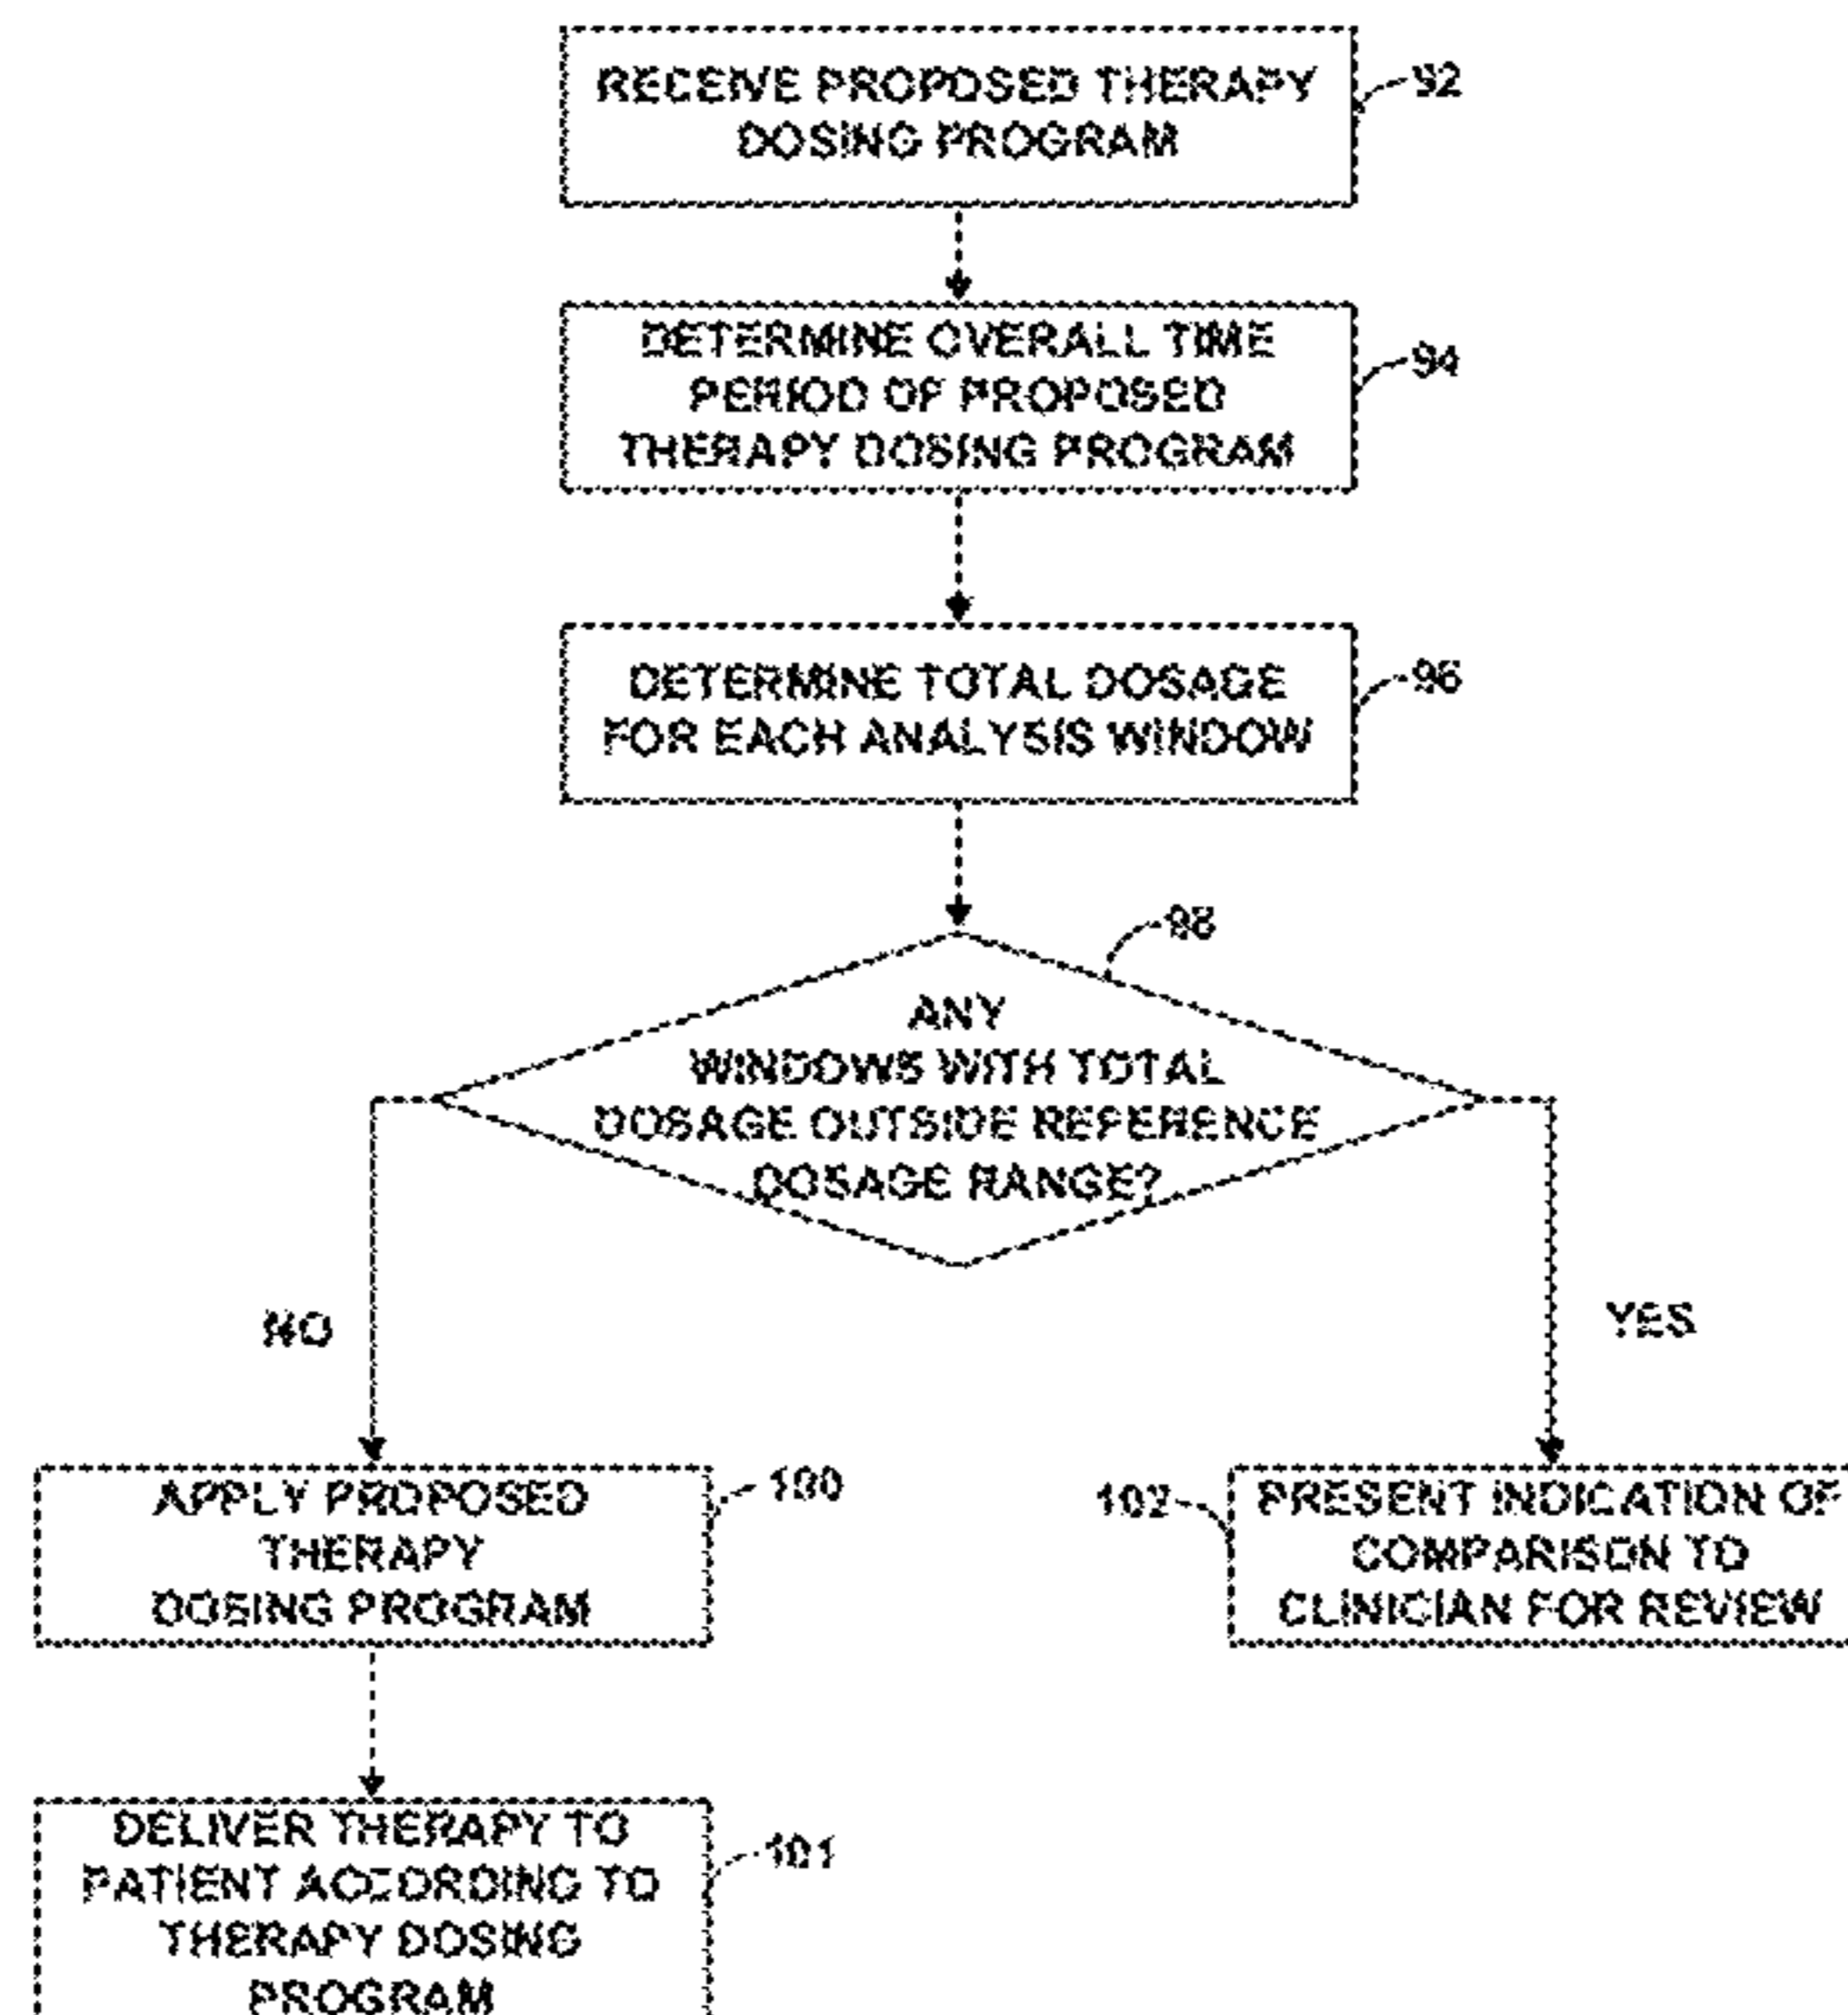 RECEIVE PROPOSED THERAPY
DOSING PROGRAM
92
DETERMINE OVERALL TIME
PERIOD OF PROPOSED
THERAPY DOSING PROGRAM
94
DETERMINE TOTAL DOSAGE
FOR EACH ANALYSIS WINDOW
96
98
ANY
WINDOWS WITH TOTAL
DOSAGE OUTSIDE REFERENCE
DOSAGE RANGE?
NO
YES
APPLY PROPOSED
THERAPY
DOSING PROGRAM
100
102
PRESENT INDICATION OF
COMPARISON TO
CLINICIAN FOR REVIEW
DELIVER THERAPY TO
PATIENT ACCORDING TO
THERAPY DOSING
PROGRAM
101